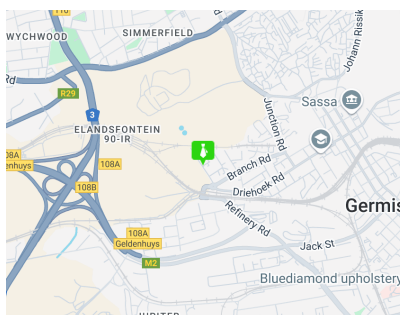 WYCHWOOD
SIMMERFIELD
Johann Rissik
Rd
R29
Sassa
3
Junction Rd
ELANDSFONTEIN
90-IR
108A
108A
Branch Rd
108B
Driehoek Rd
Germis
Refinery Rd
108A
Geldenhuys
Jack St
M2
Bluediamond upholstery